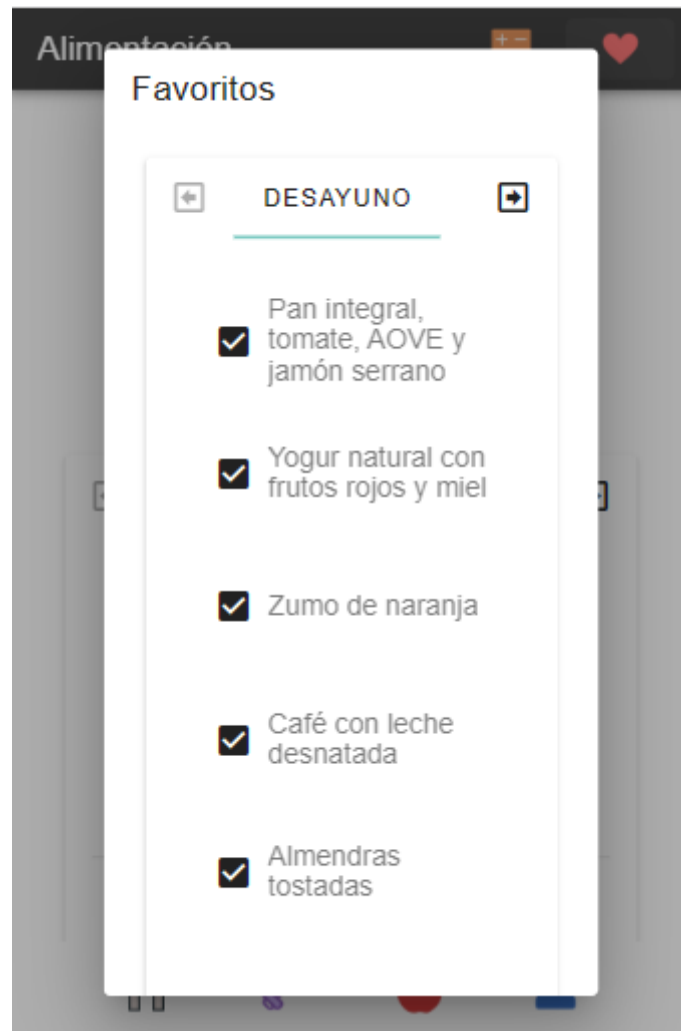 Alimentación
Favoritos
DESAYUNO
Pan integral,
tomate, AOVE y
jamón serrano
Yogur natural con
frutos rojos y miel
Zumo de naranja
Café con leche
desnatada
Almendras
tostadas